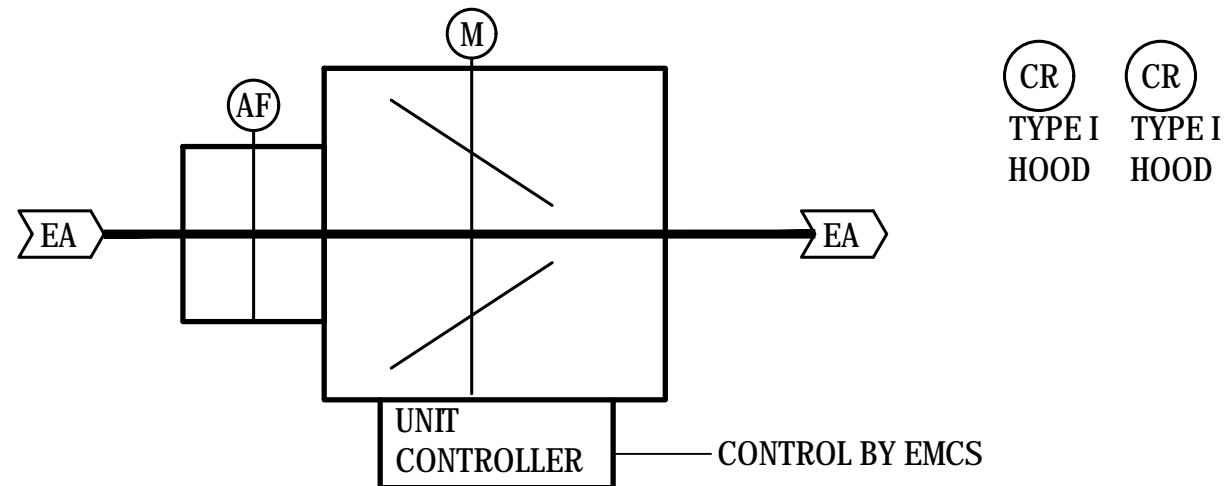 M
CR
CR
AF
TYPE I
HOOD
TYPE I
HOOD
EA
EA
UNIT
CONTROLLER
CONTROL BY EMCS